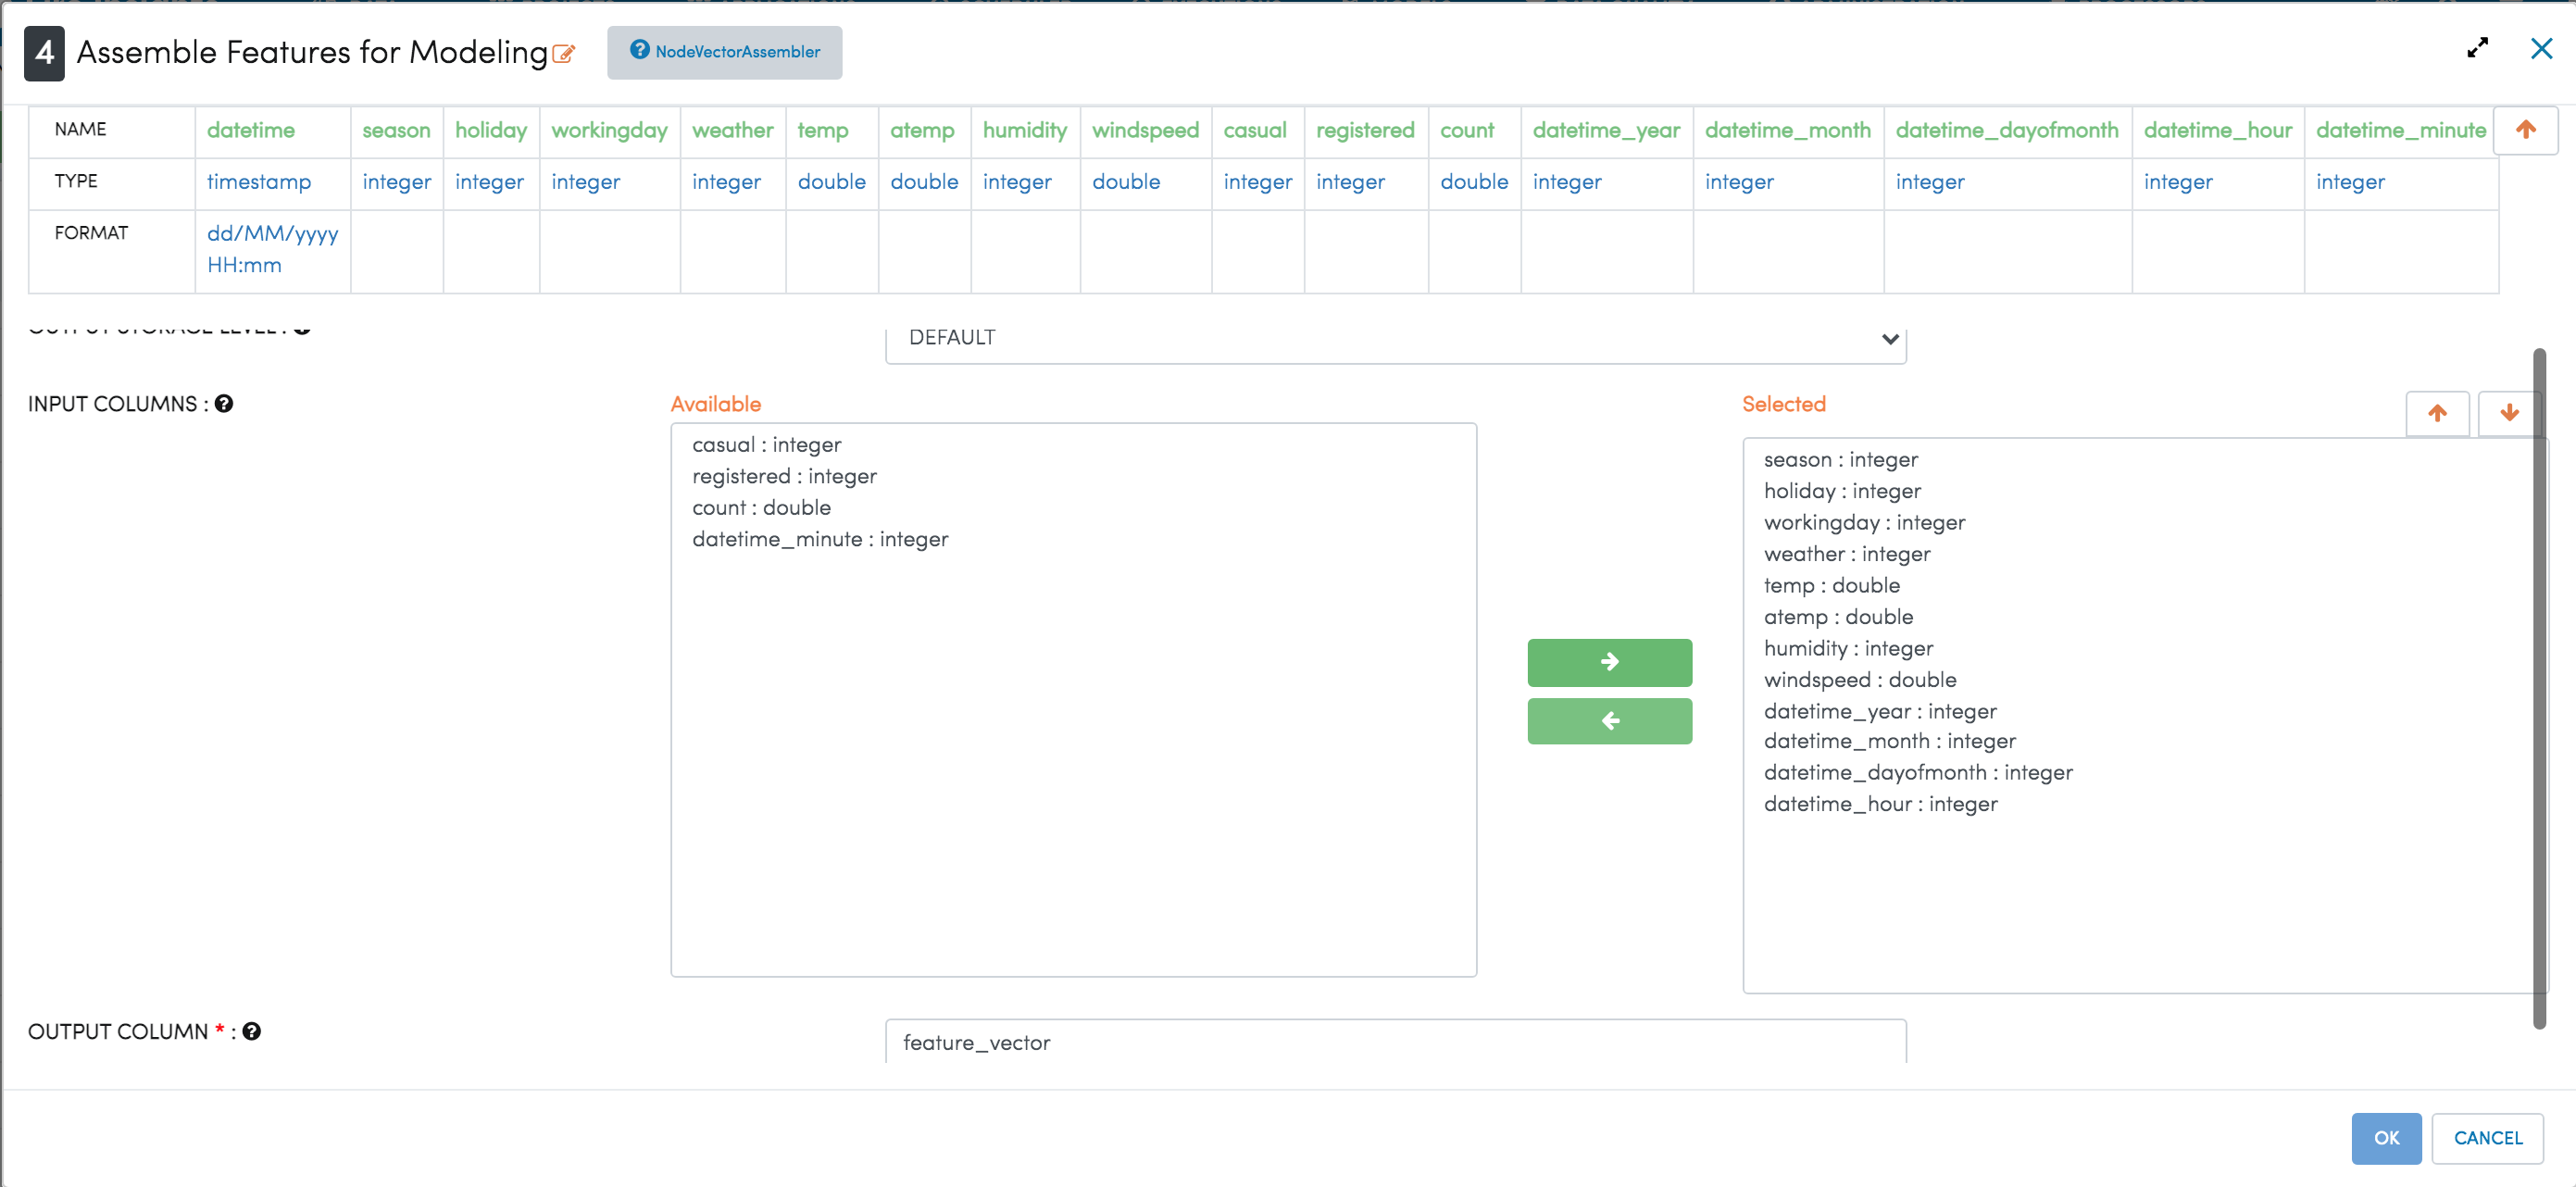 4 Assemble Features for Modeling NodeVectorAssembler
NAME datetime season holiday workingday weather temp atemp humidity windspeed casual registered count datetime_year datetime_month datetime_dayofmonth datetime_hour datetime_minute
TYPE timestamp integer integer integer integer double double integer double integer integer double integer integer integer integer integer
FORMAT dd/MM/yyyy
HH:mm
OUTPUT STORAGE LEVEL :
DEFAULT
INPUT COLUMNS :
Available
casual : integer
registered : integer
count : double
datetime_minute : integer
Selected
season : integer
holiday : integer
workingday : integer
weather : integer
temp : double
atemp : double
humidity : integer
windspeed : double
datetime_year : integer
datetime_month : integer
datetime_dayofmonth : integer
datetime_hour : integer
OUTPUT COLUMN * :
feature_vector
OK CANCEL